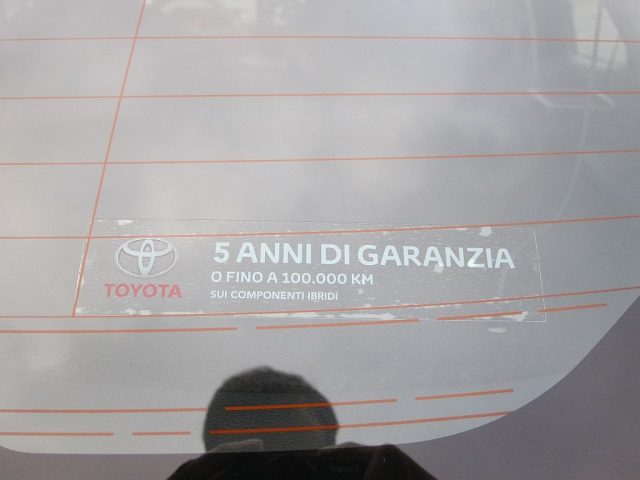 5 ANNI DI GARANZIA
O FINO A 100.000 KM
SUI COMPONENTI IBRIDI
TOYOTA